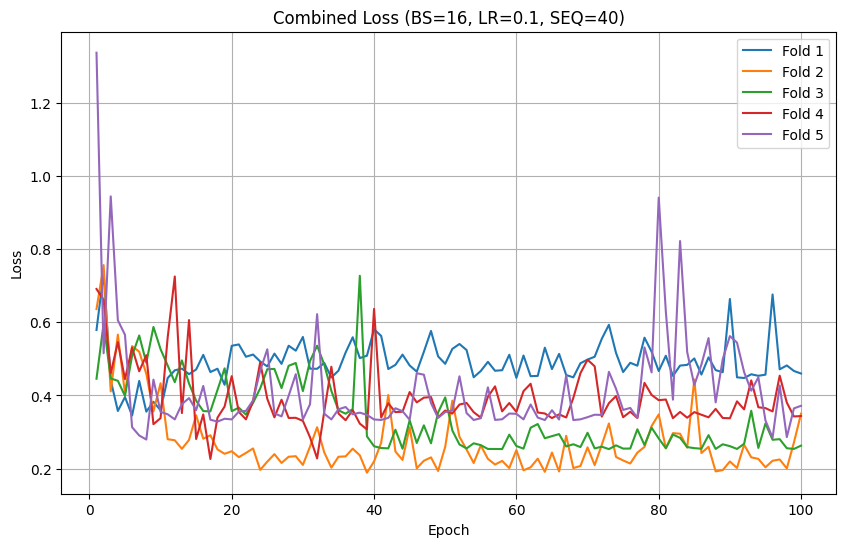 Combined Loss (BS=16, LR=0.1, SEQ=40)
Fold 1
Fold 2
Fold 3
Fold 4
Fold 5
1.2
1.0
0.8
0.6
0.4
0.2
Loss
0 20 40 60 80 100
Epoch